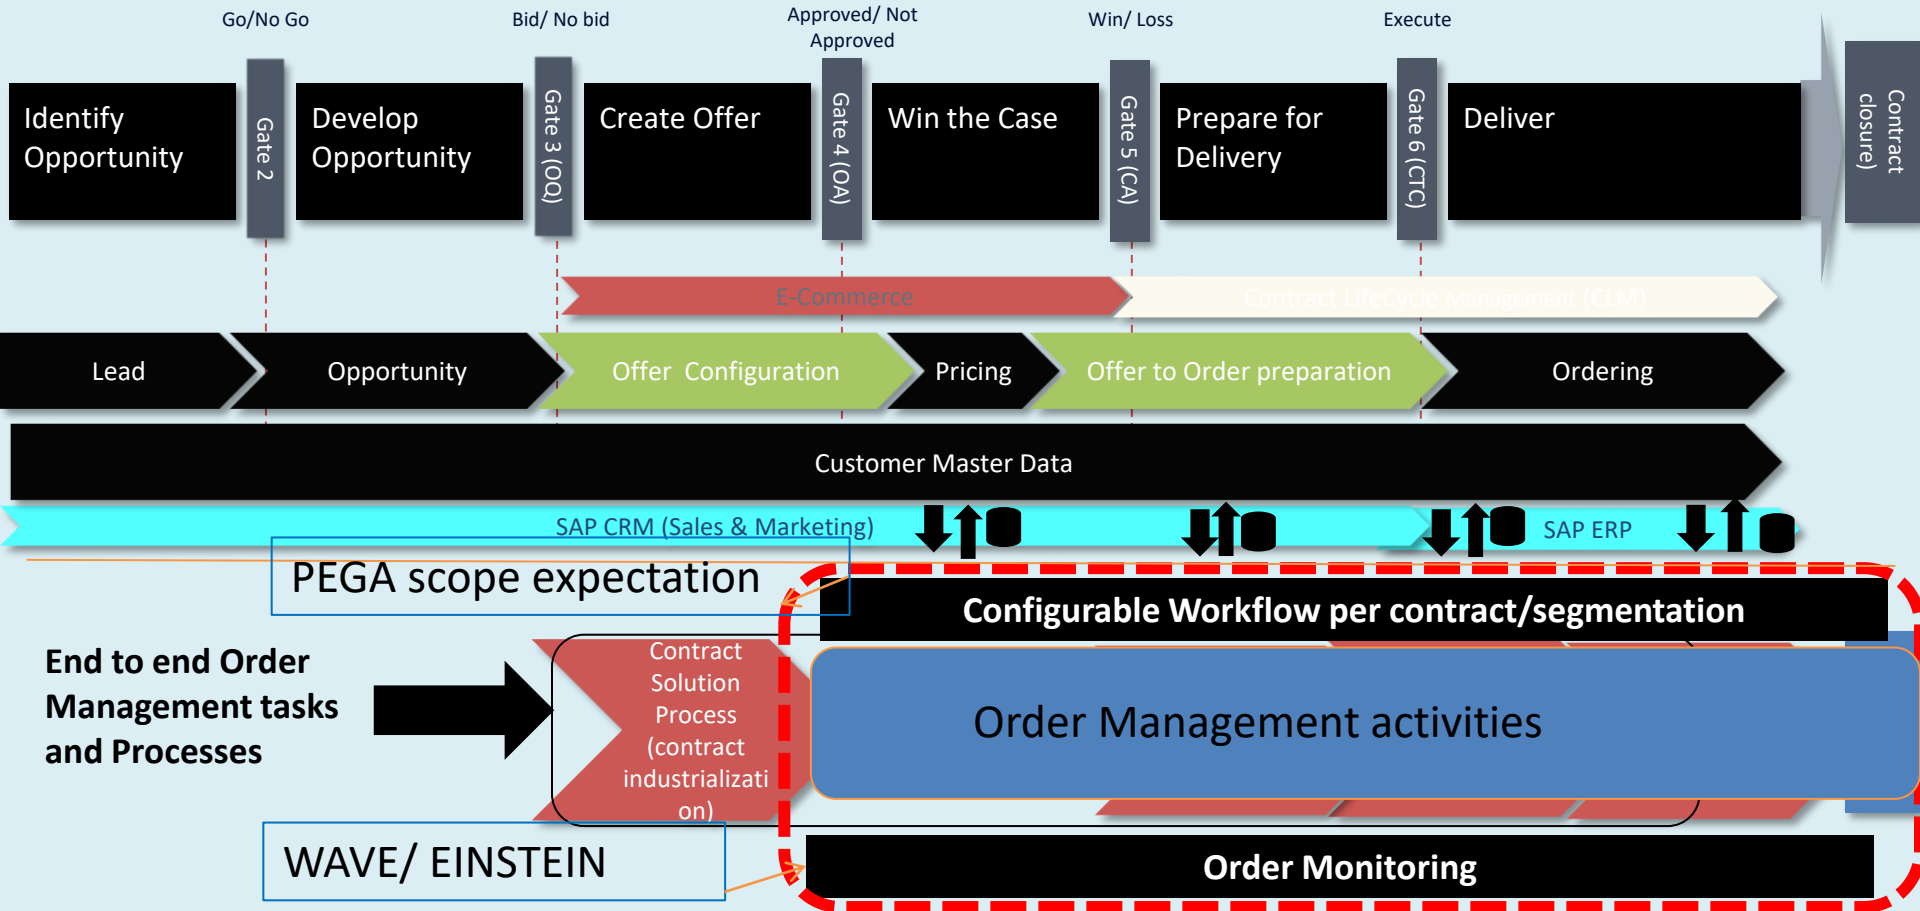 Go/No Go
Bid/ No bid
Approved/ Not
Approved
Win/ Loss
Execute
Identify
Opportunity
Gate 2
Develop
Opportunity
Gate 3 (OQ)
Create Offer
Gate 4 (OA)
Win the Case
Gate 5 (CA)
Prepare for
Delivery
Gate 6 (CTC)
Deliver
Contract
closure)
E-Commerce
Contract LifeCycle Management (CLM)
Lead
Opportunity
Offer Configuration
Pricing
Offer to Order preparation
Ordering
Customer Master Data
SAP CRM (Sales & Marketing)
SAP ERP
PEGA scope expectation
Configurable Workflow per contract/segmentation
End to end Order
Management tasks
and Processes
Contract
Solution
Process
(contract
industrializati
on)
Order Management activities
WAVE/ EINSTEIN
Order Monitoring